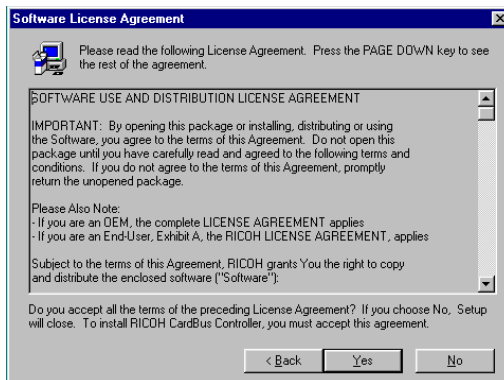 Software License Agreement
Please read the following License Agreement. Press the PAGE DOWN key to see
the rest of the agreement.
SOFTWARE USE AND DISTRIBUTION LICENSE AGREEMENT
IMPORTANT: By opening this package or installing, distributing or using
the Software, you agree to the terms of this Agreement. Do not open this
package until you have carefully read and agreed to the following terms and
conditions. If you do not agree to the terms of this Agreement, promptly
return the unopened package.
Please Also Note:
- If you are an OEM, the complete LICENSE AGREEMENT applies
- If you are an End-User, Exhibit A, the RICOH LICENSE AGREEMENT, applies
Subject to the terms of this Agreement, RICOH grants You the right to copy
and distribute the enclosed software ("Software"):
Do you accept all the terms of the preceding License Agreement? If you choose No, Setup
will close. To install RICOH CardBus Controller, you must accept this agreement.
< Back Yes No